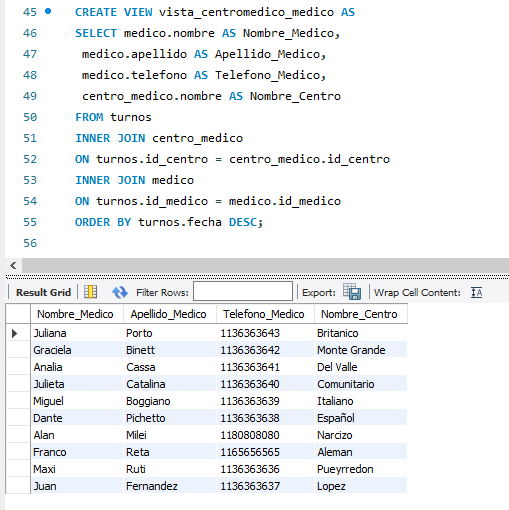 45 CREATE VIEW vista_centromedico_medico AS
46 SELECT medico.nombre AS Nombre_Medico,
47 medico.apellido AS Apellido_Medico,
48 medico.telefono AS Telefono_Medico,
49 centro_medico.nombre AS Nombre_Centro
50 FROM turnos
51 INNER JOIN centro_medico
52 ON turnos.id_centro = centro_medico.id_centro
53 INNER JOIN medico
54 ON turnos.id_medico = medico.id_medico
55 ORDER BY turnos.fecha DESC;
56
Result Grid Filter Rows: Export: Wrap Cell Content:
Nombre_Medico Apellido_Medico Telefono_Medico Nombre_Centro
Juliana Porto 1136363643 Britanico
Graciela Binett 1136363642 Monte Grande
Analia Cassa 1136363641 Del Valle
Julieta Catalina 1136363640 Comunitario
Miguel Boggiano 1136363639 Italiano
Dante Pichetto 1136363638 Español
Alan Milei 1180808080 Narcizo
Franco Reta 1165656565 Aleman
Maxi Ruti 1136363636 Pueyrredon
Juan Fernandez 1136363637 Lopez